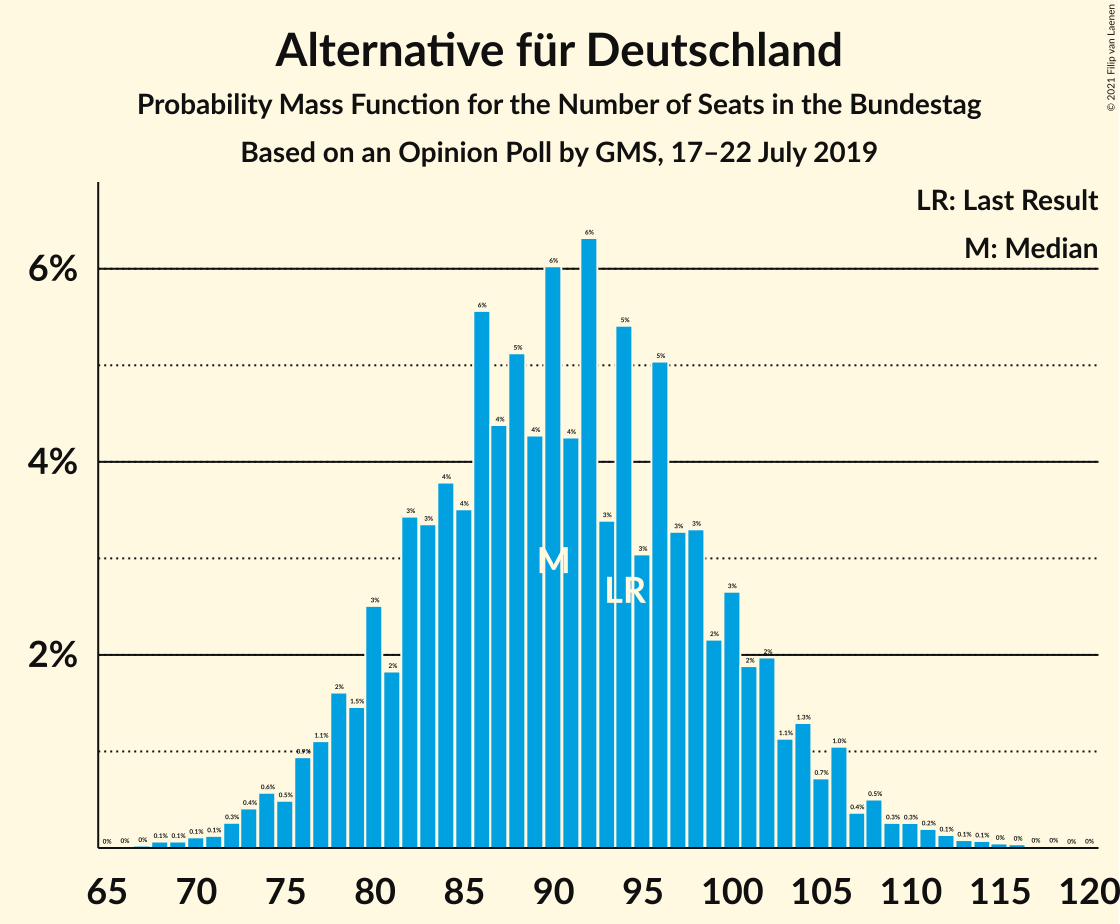 © 2021 Filip van Laenen
Alternative für Deutschland
Probability Mass Function for the Number of Seats in the Bundestag
Based on an Opinion Poll by GMS, 17–22 July 2019
LR: Last Result
M: Median
6%
4%
2%
0% 0% 0% 0.1% 0.1% 0.1% 0.1% 0.3% 0.4% 0.6% 0.5% 0.9% 1.1% 2% 1.5% 3% 2% 3% 3% 4% 4% 6% 4% 5% 4% 6% 4% 6% 3% 5% 3% 5% 3% 3% 2% 3% 2% 2% 1.1% 1.3% 0.7% 1.0% 0.4% 0.5% 0.3% 0.3% 0.2% 0.1% 0.1% 0.1% 0% 0% 0% 0% 0% 0%
M
LR
65 70 75 80 85 90 95 100 105 110 115 120